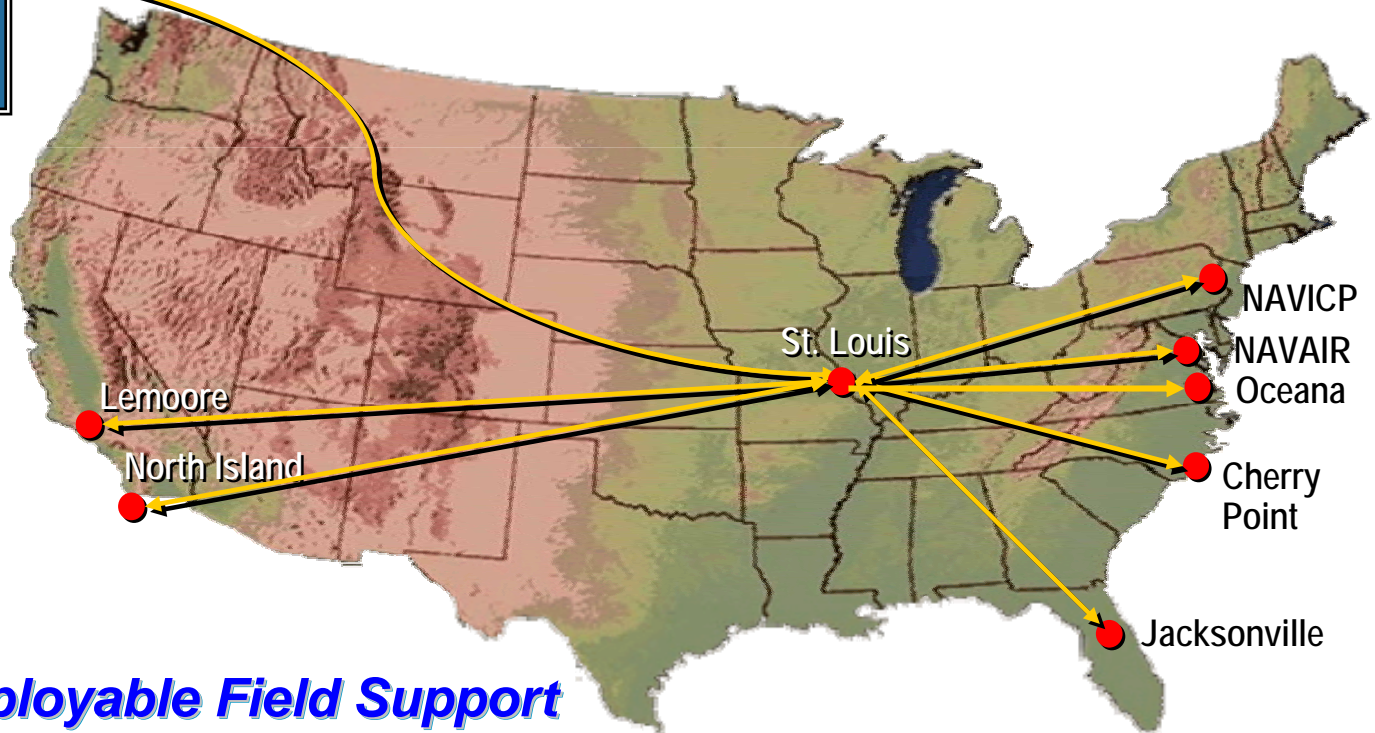 St. Louis
NAVICP
NAVAIR
Oceana
Lemoore
North Island
Cherry
Point
Jacksonville
ployable Field Support